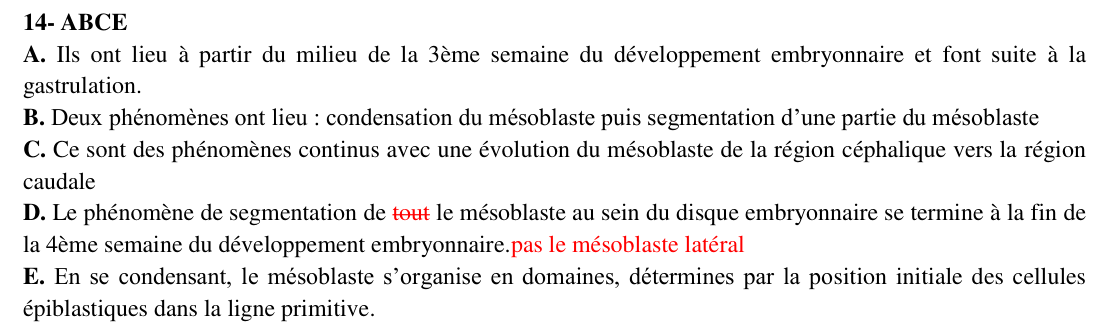 14- ABCE
A. Ils ont lieu à partir du milieu de la 3ème semaine du développement embryonnaire et font suite à la
gastrulation.
B. Deux phénomènes ont lieu : condensation du mésoblaste puis segmentation d'une partie du mésoblaste
C. Ce sont des phénomènes continus avec une évolution du mésoblaste de la région céphalique vers la région
caudale
D. Le phénomène de segmentation de tout le mésoblaste au sein du disque embryonnaire se termine à la fin de
la 4ème semaine du développement embryonnaire.pas le mésoblaste latéral
E. En se condensant, le mésoblaste s'organise en domaines, détermines par la position initiale des cellules
épiblastiques dans la ligne primitive.